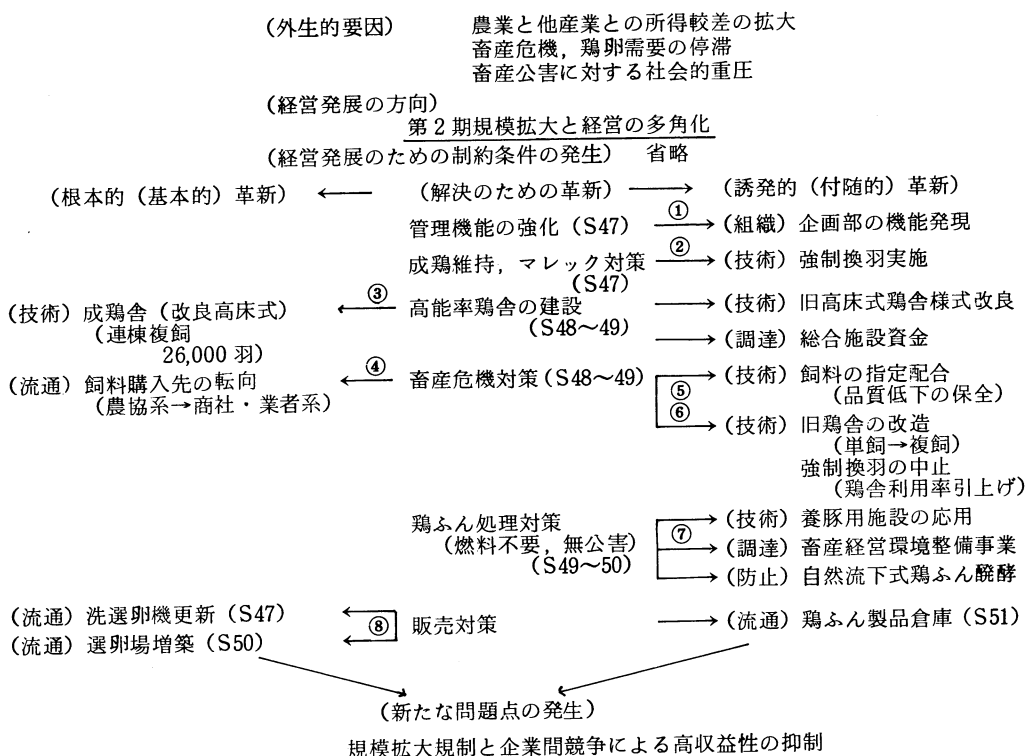 (外生的要因) 農業と他産業との所得較差の拡大
畜産危機，鶏卵需要の停滞
畜産公害に対する社会的重圧
(経営発展の方向)
第2期規模拡大と経営の多角化
(経営発展のための制約条件の発生) 省略
(根本的(基本的)革新) ← (解決のための革新) → (誘発的(付随的)革新)
管理機能の強化(S47) ① → (組織) 企画部の機能発現
成鶏維持，マレック対策 ② → (技術) 強制換羽実施
(S47)
(技術) 成鶏舎(改良高床式) ← ③ 高能率鶏舎の建設 → (技術) 旧高床式鶏舎様式改良
(連棟複飼 (S48〜49) → (調達) 総合施設資金
26,000羽)
(流通) 飼料購入先の転向 ← ④ 畜産危機対策(S48〜49) → (技術) 飼料の指定配合
(農協系→商社・業者系) ⑤ (品質低下の保全)
⑥ → (技術) 旧鶏舎の改造
(単飼→複飼)
強制換羽の中止
(鶏舎利用率引上げ)
鶏ふん処理対策 → (技術) 養豚用施設の応用
(燃料不要，無公害) ⑦ → (調達) 畜産経営環境整備事業
(S49〜50) → (防止) 自然流下式鶏ふん醗酵
(流通) 洗選卵機更新(S47) ← ⑧ 販売対策 → (流通) 鶏ふん製品倉庫(S51)
(流通) 選卵場増築(S50) ←
(新たな問題点の発生)
規模拡大規制と企業間競争による高収益性の抑制